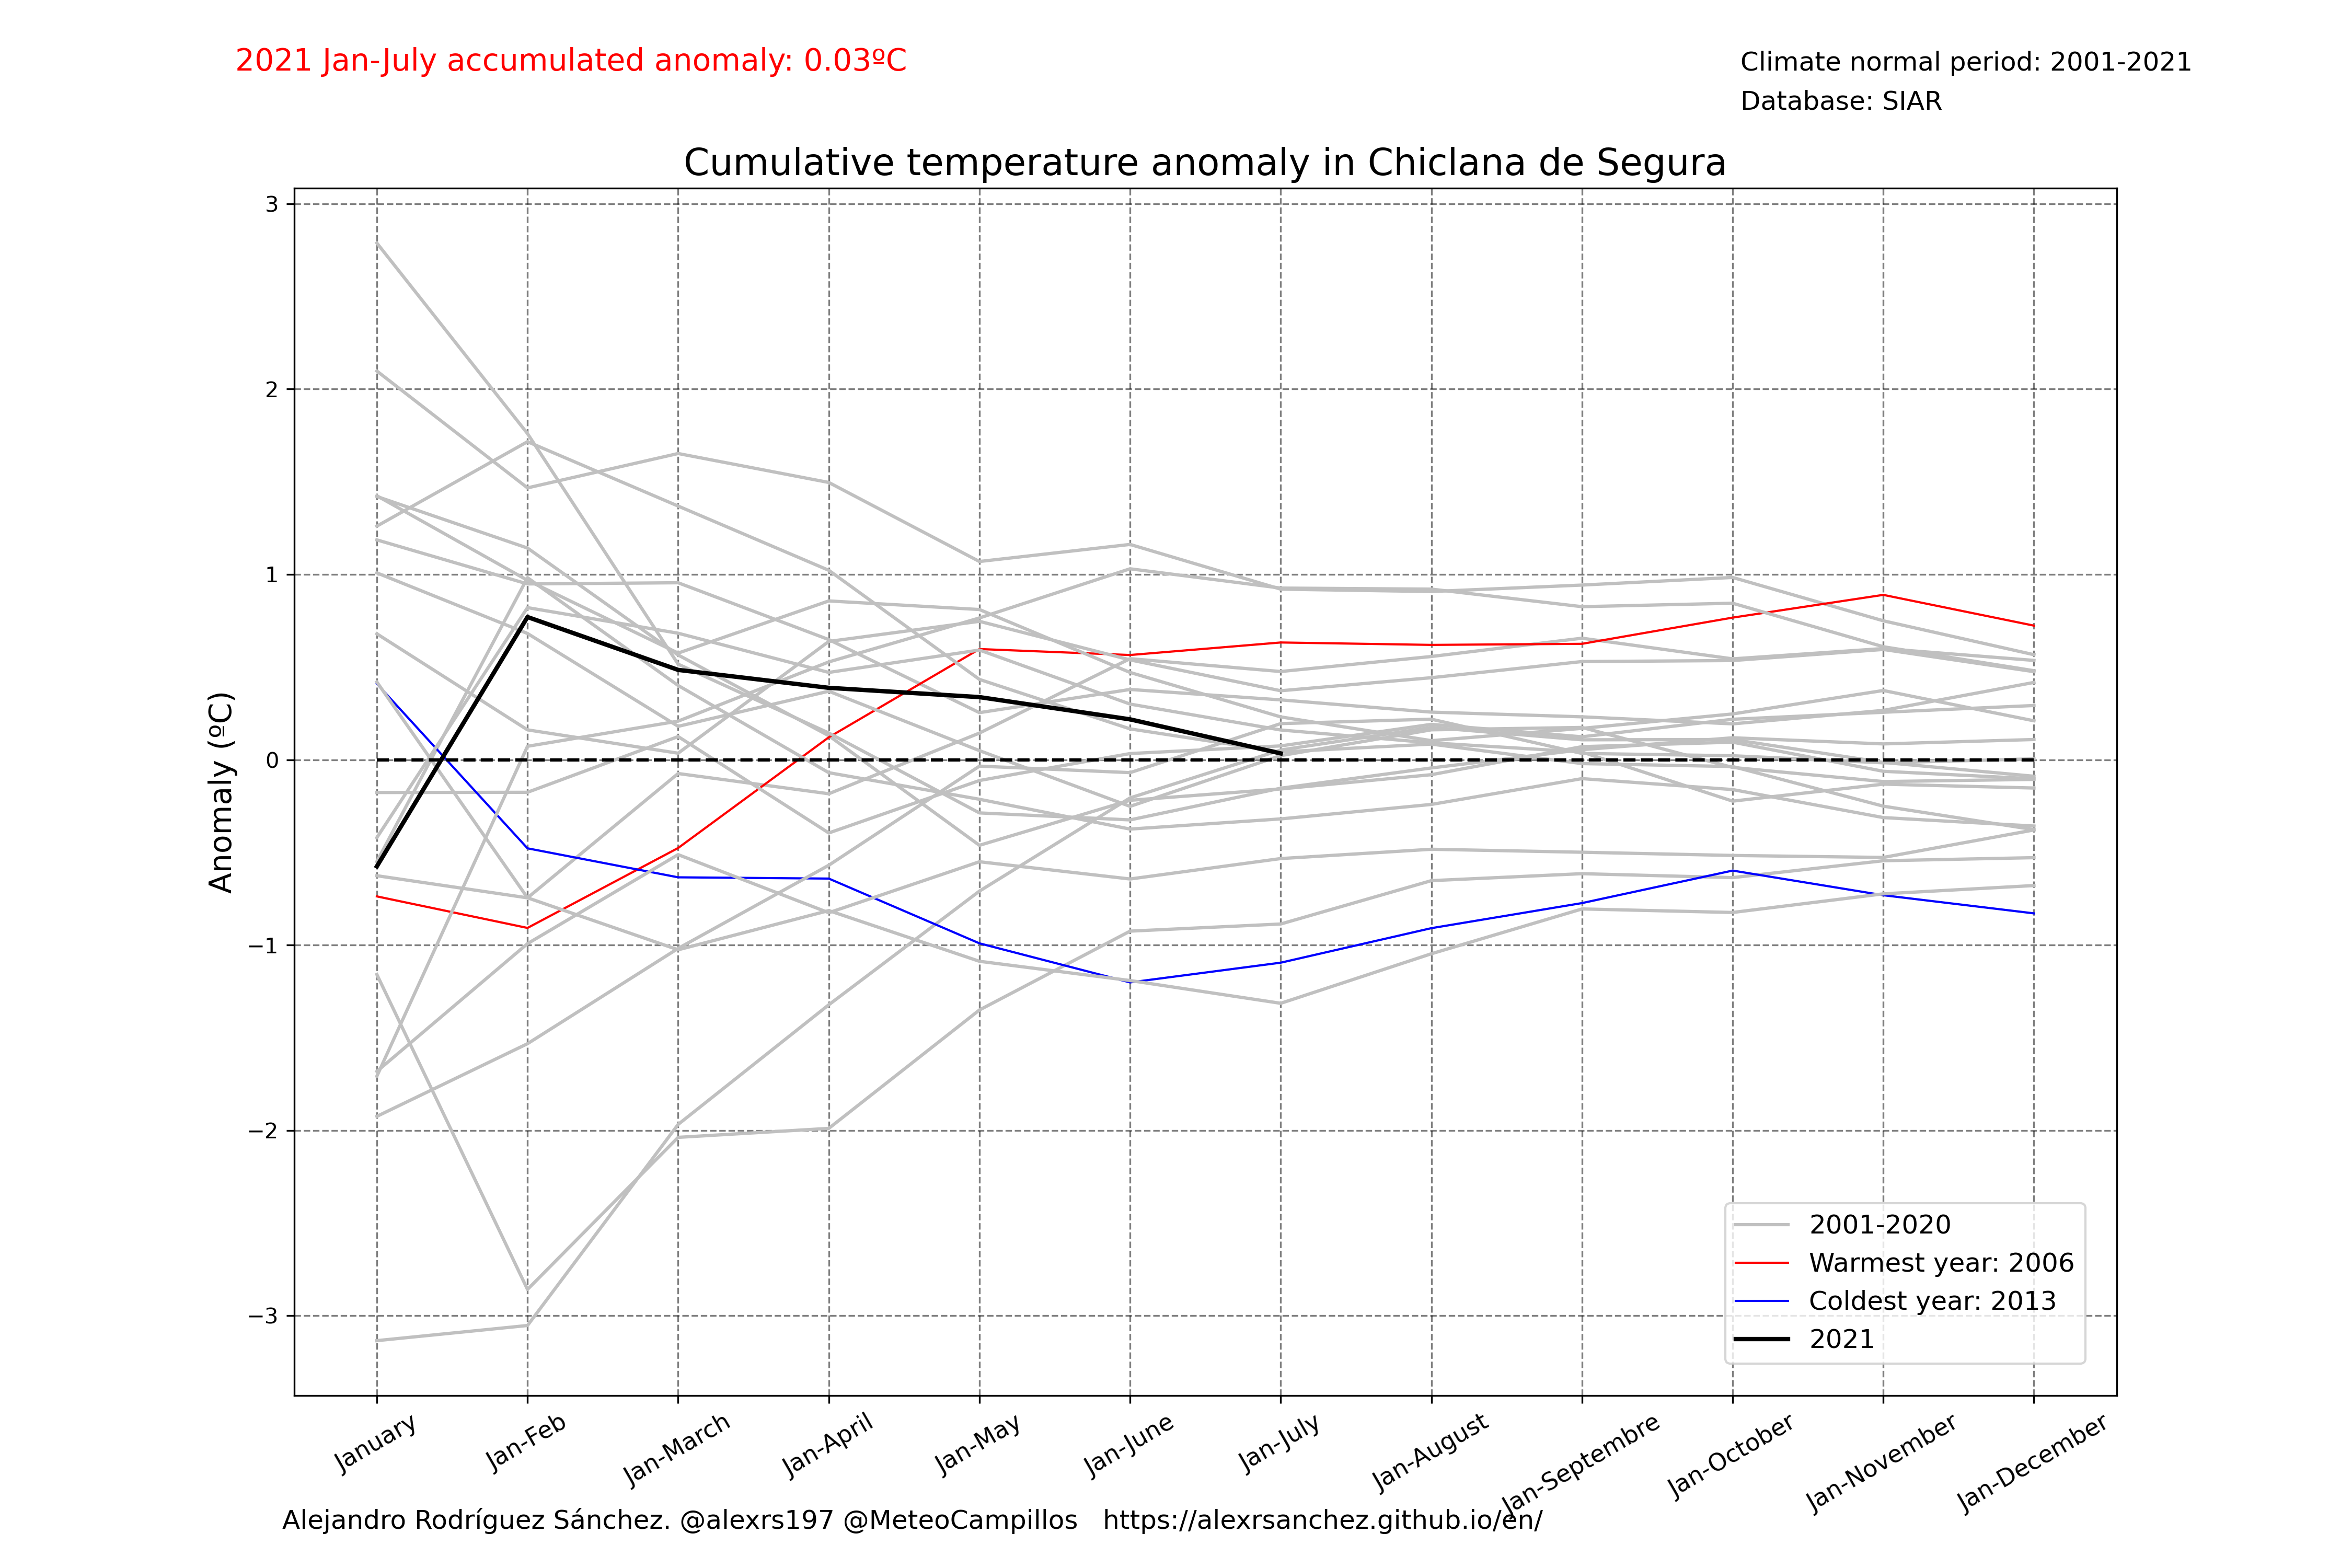 2021 Jan-July accumulated anomaly: 0.03ºC
Climate normal period: 2001-2021
Database: SIAR
Cumulative temperature anomaly in Chiclana de Segura
Anomaly (ºC)
3
2
1
0
−1
−2
−3
2001-2020
Warmest year: 2006
Coldest year: 2013
2021
January
Jan-Feb
Jan-March
Jan-April
Jan-May
Jan-June
Jan-July
Jan-August
Jan-Septembre
Jan-October
Jan-November
Jan-December
Alejandro Rodríguez Sánchez. @alexrs197 @MeteoCampillos   https://alexrsanchez.github.io/en/